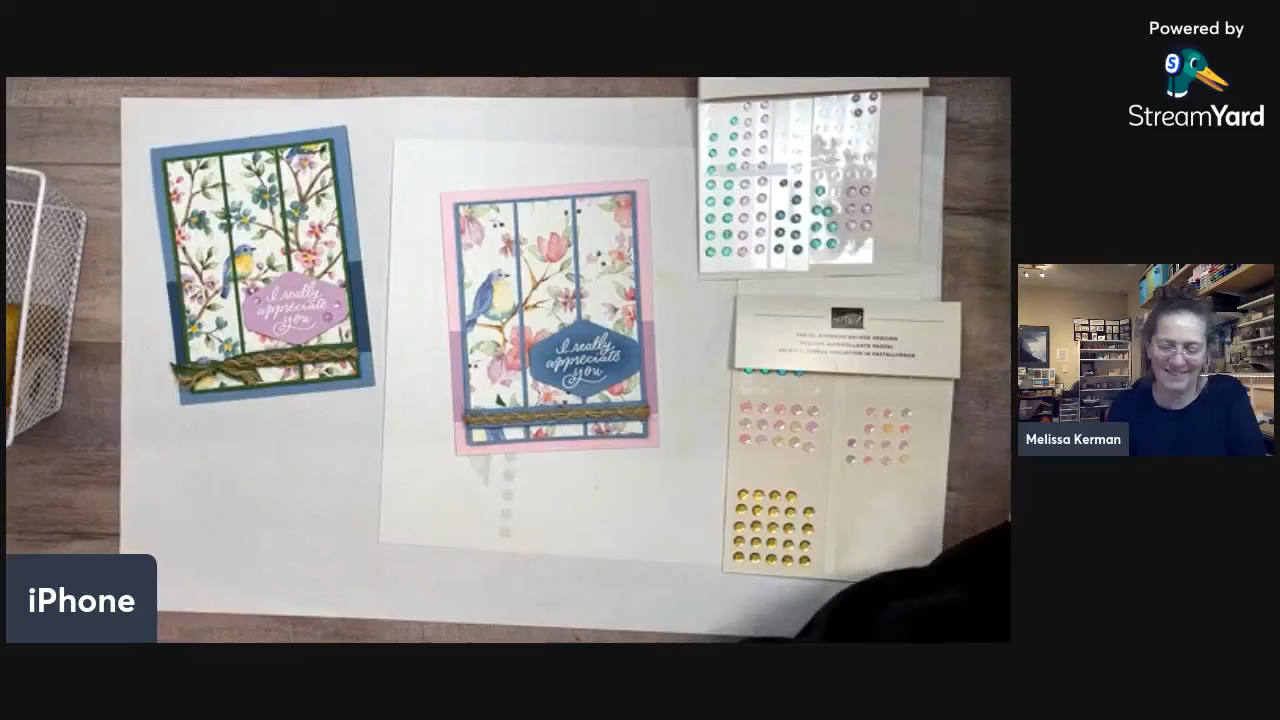 Powered by
StreamYard
I really
appreciate
you
I really
appreciate
you
Melissa Kerman
iPhone